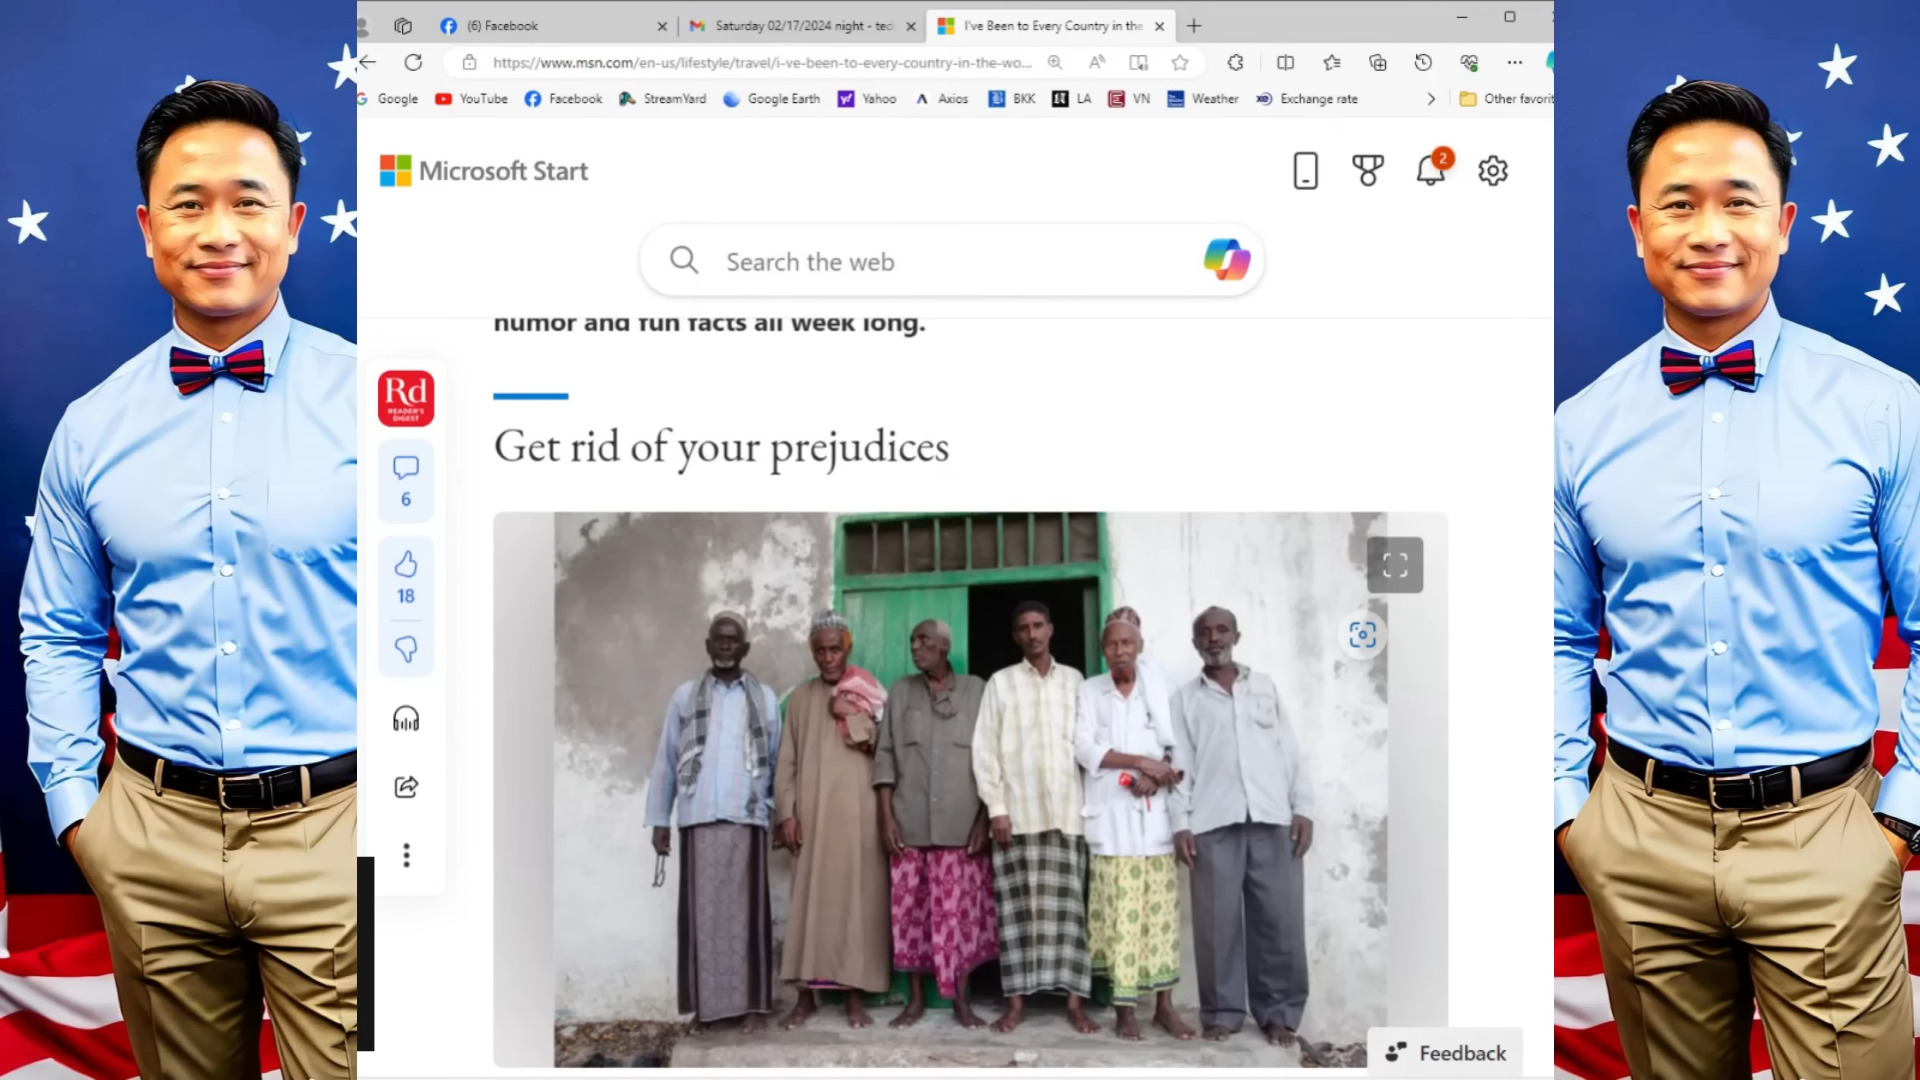 (6) Facebook
Saturday 02/17/2024 night - tec
I've Been to Every Country in the
https://www.msn.com/en-us/lifestyle/travel/i-ve-been-to-every-country-in-the-wo...
Google YouTube Facebook StreamYard Google Earth Yahoo Axios BKK LA VN Weather Exchange rate Other favorit
Microsoft Start
2
Search the web
humor and fun facts all week long.
Rd
READER'S
DIGEST
6
18
Get rid of your prejudices
Feedback